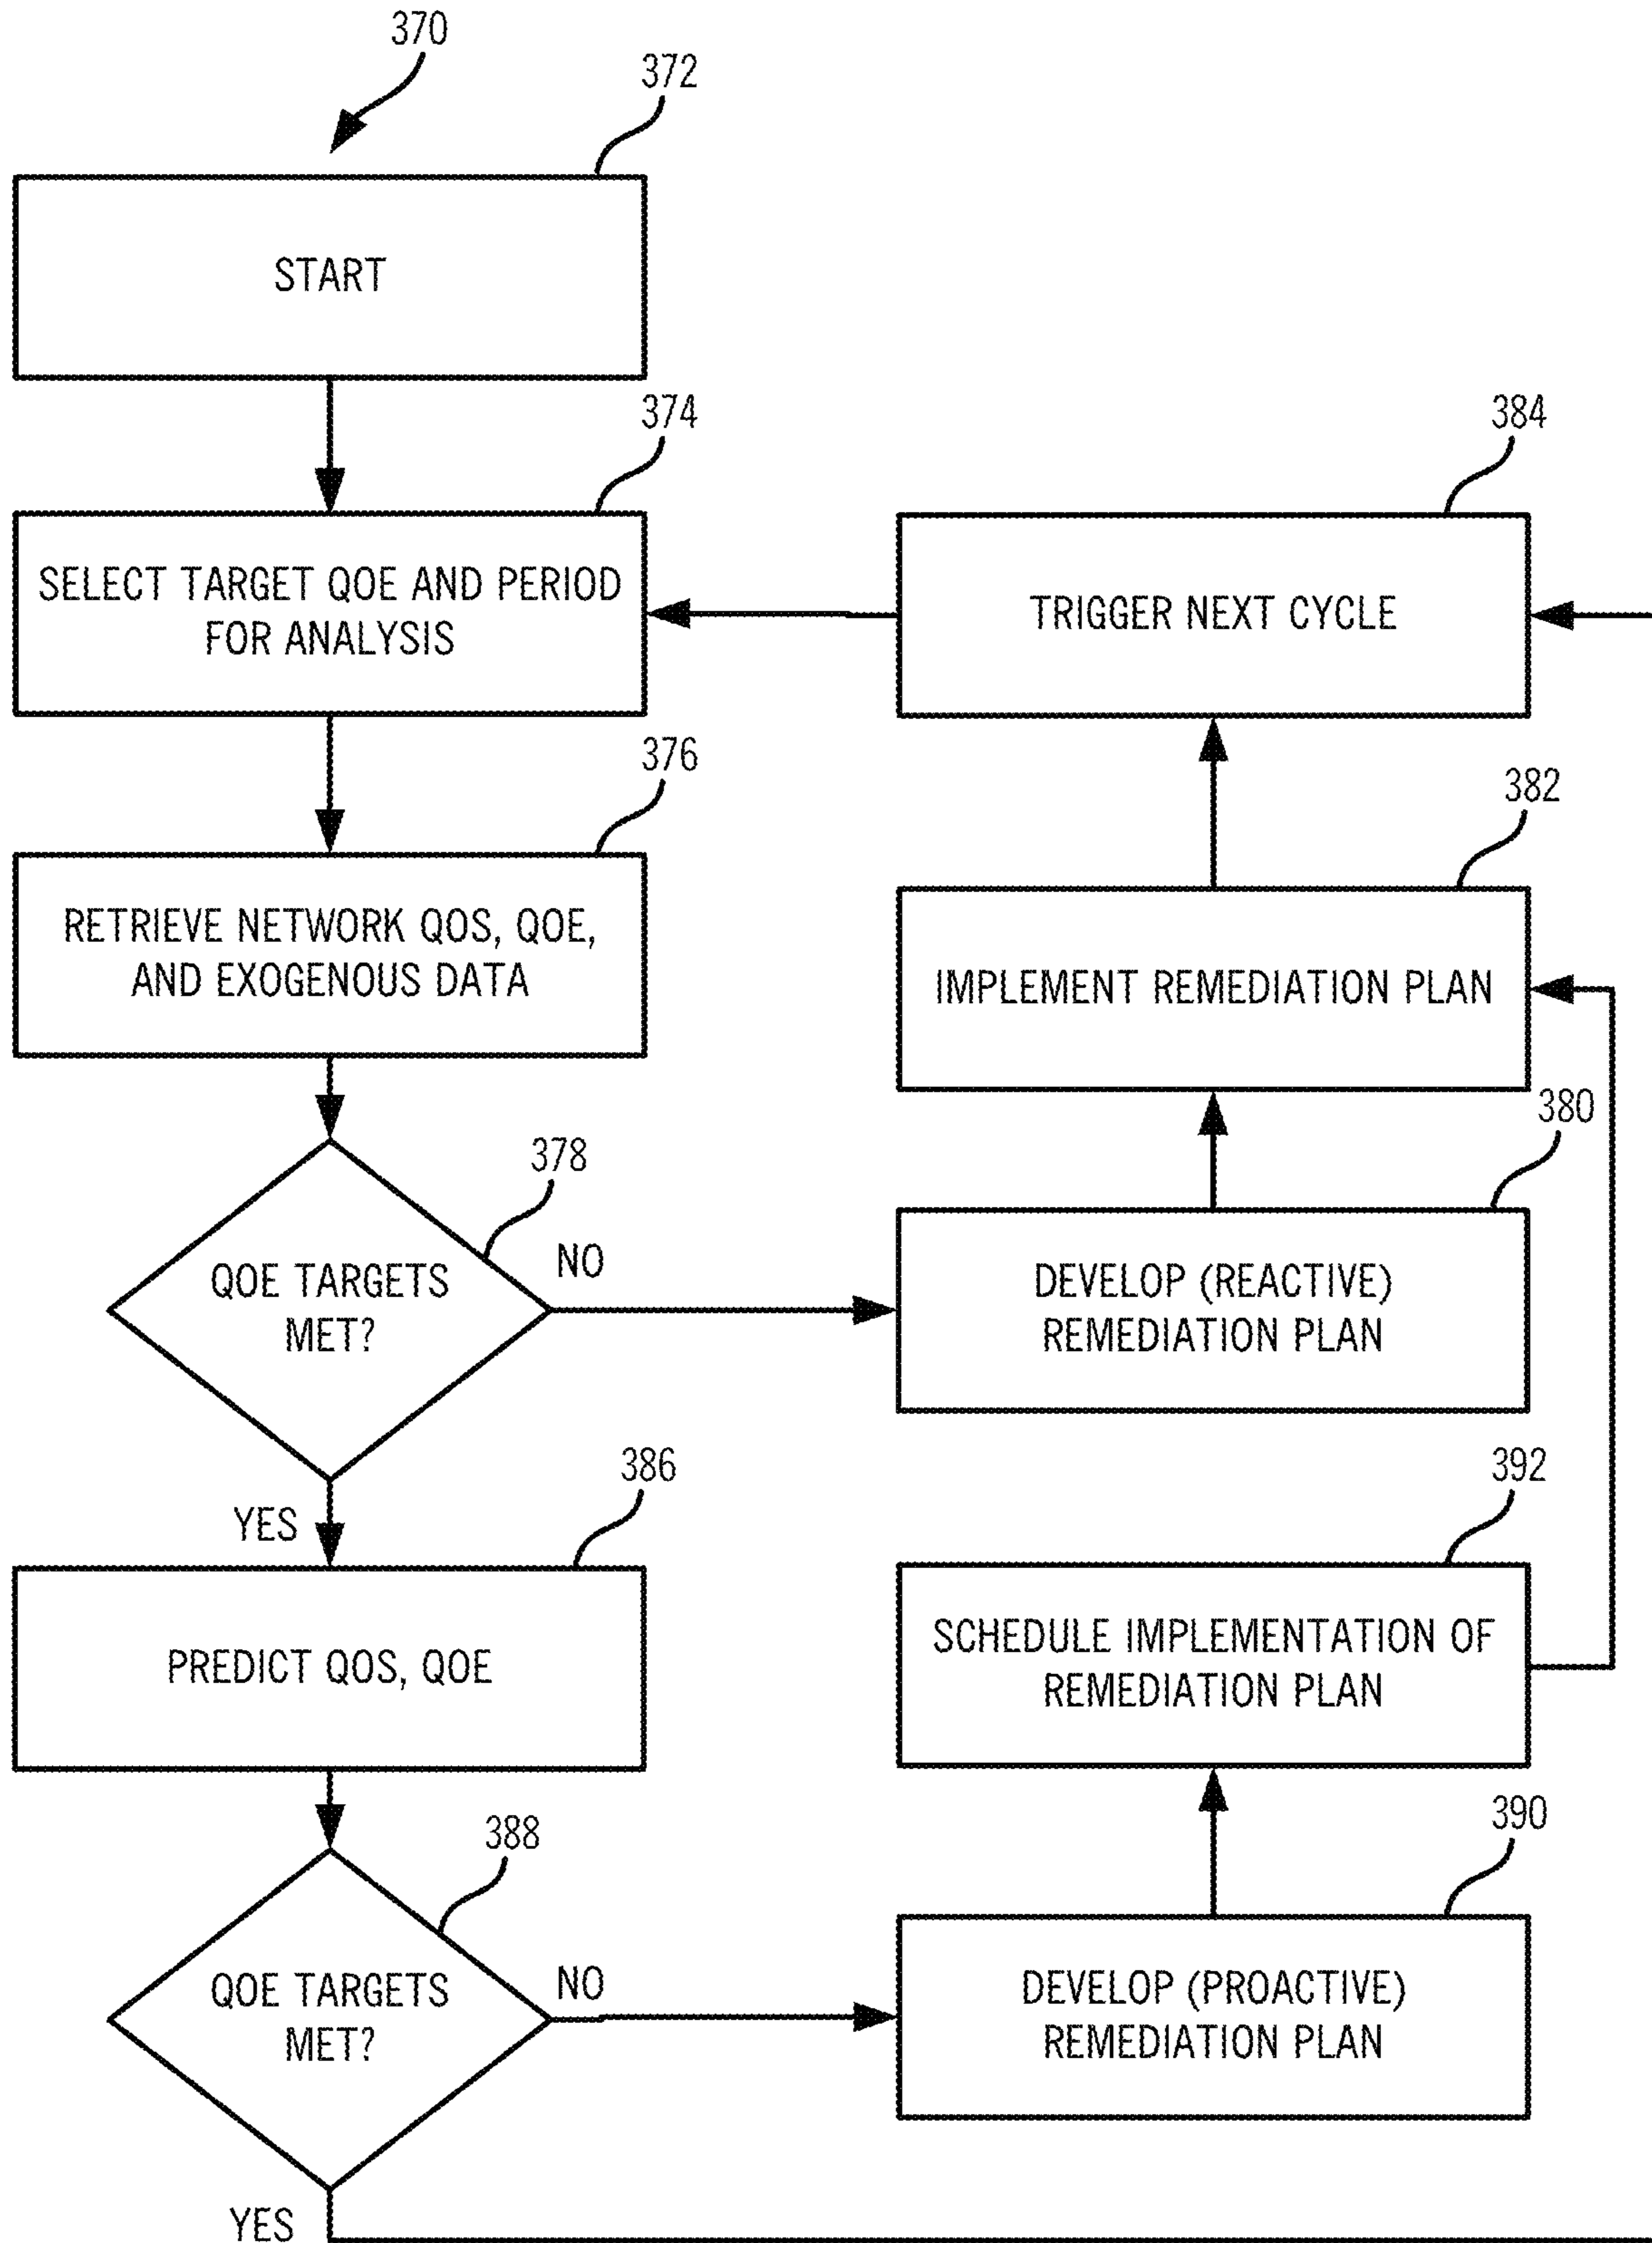 370
372
START
374
SELECT TARGET QOE AND PERIOD
FOR ANALYSIS
384
TRIGGER NEXT CYCLE
376
RETRIEVE NETWORK QOS, QOE,
AND EXOGENOUS DATA
382
IMPLEMENT REMEDIATION PLAN
378
QOE TARGETS
MET?
NO
380
DEVELOP (REACTIVE)
REMEDIATION PLAN
YES
386
PREDICT QOS, QOE
392
SCHEDULE IMPLEMENTATION OF
REMEDIATION PLAN
388
QOE TARGETS
MET?
NO
390
DEVELOP (PROACTIVE)
REMEDIATION PLAN
YES